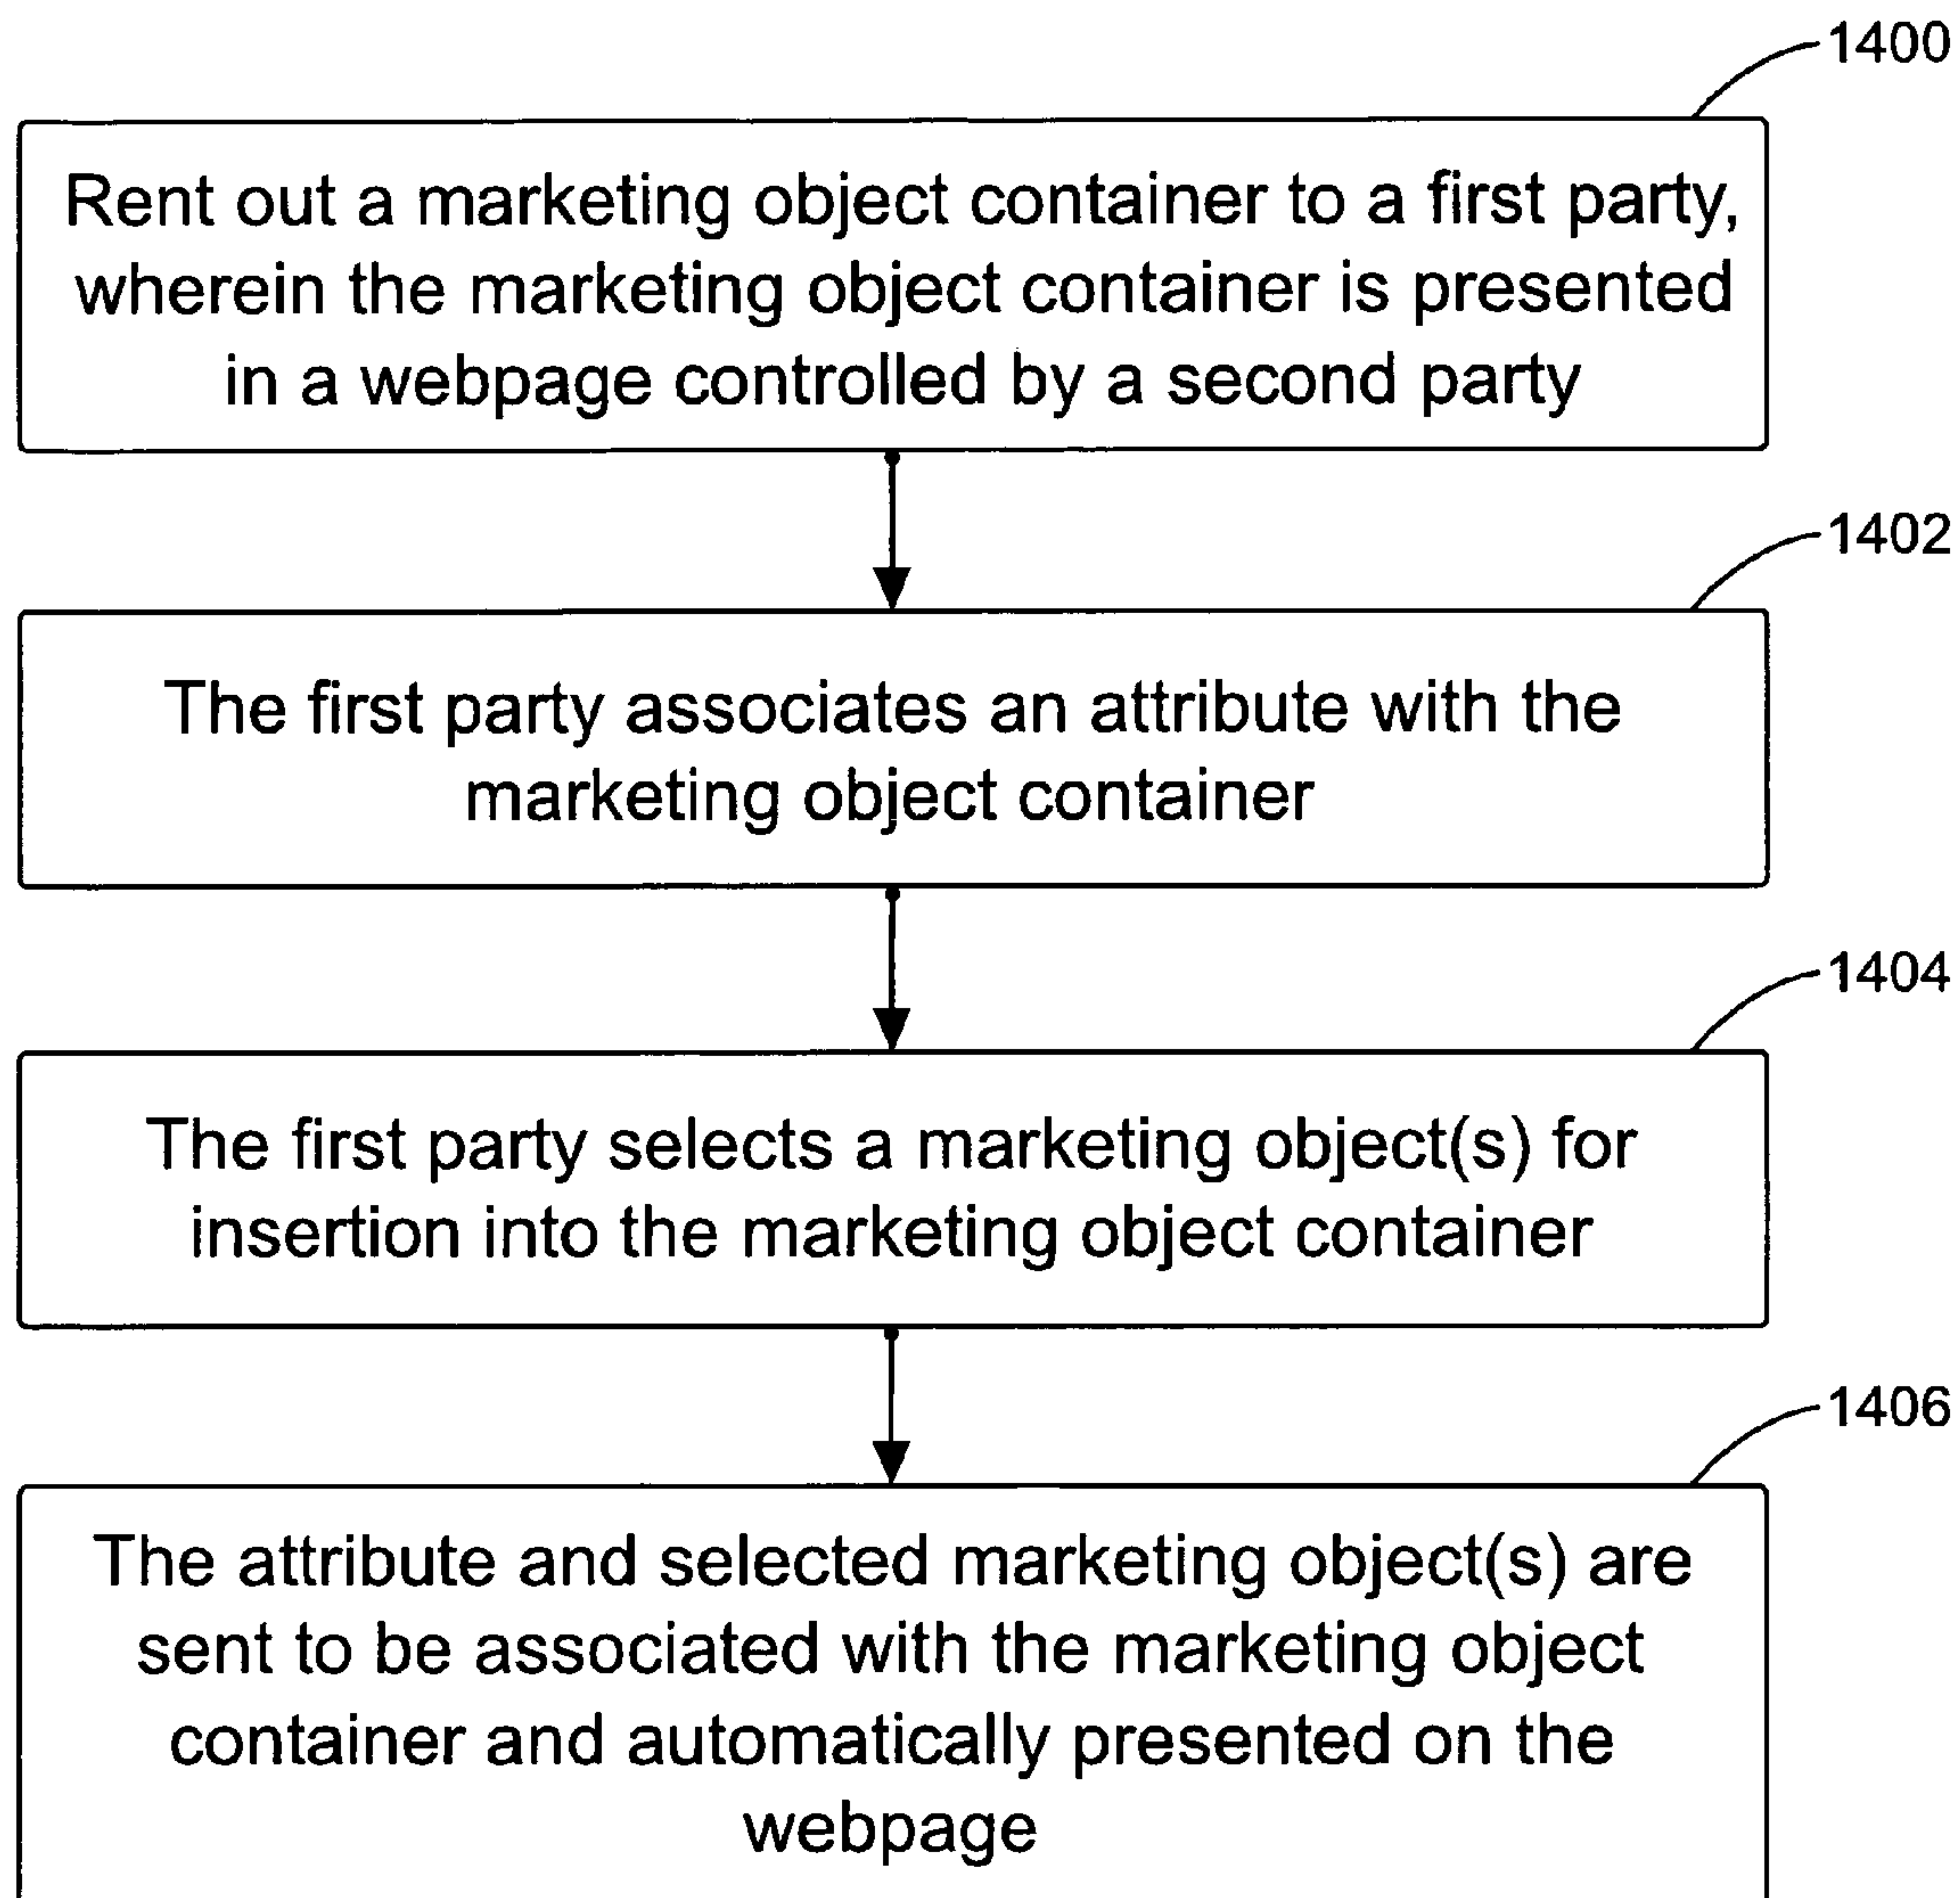 1400
Rent out a marketing object container to a first party,
wherein the marketing object container is presented
in a webpage controlled by a second party
1402
The first party associates an attribute with the
marketing object container
1404
The first party selects a marketing object(s) for
insertion into the marketing object container
1406
The attribute and selected marketing object(s) are
sent to be associated with the marketing object
container and automatically presented on the
webpage